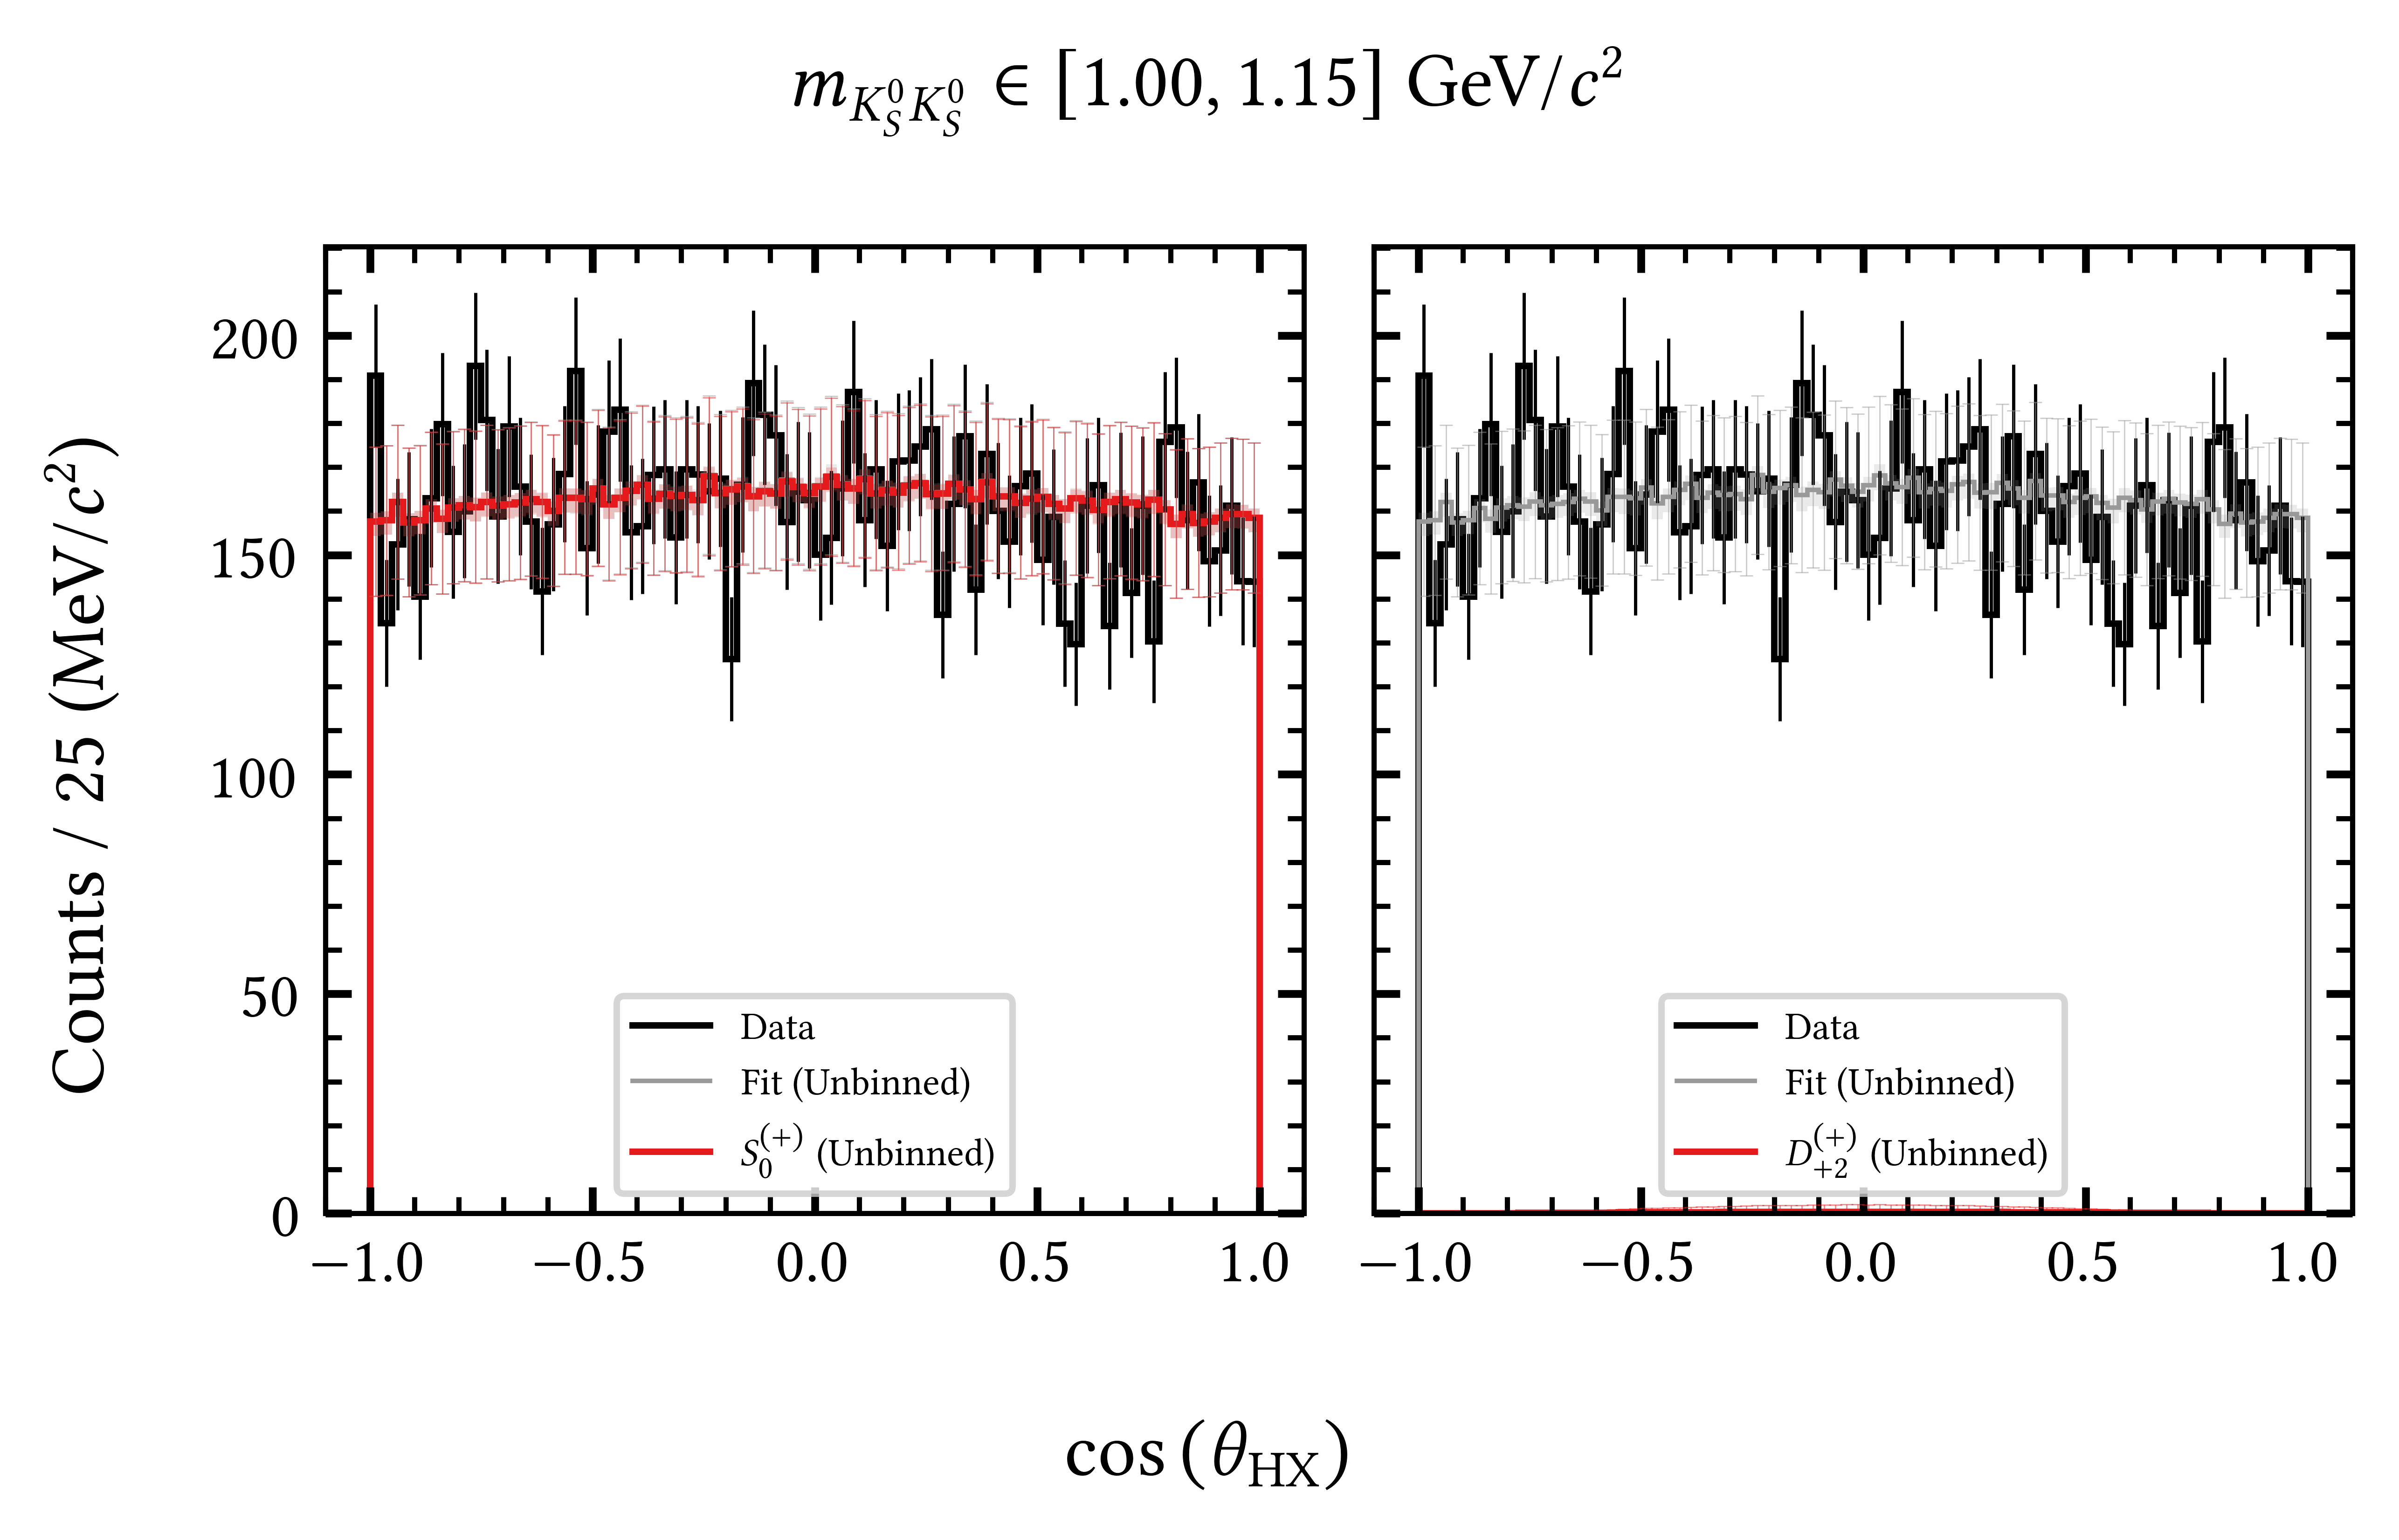 m_{K_S^0 K_S^0} ∈ [1.00, 1.15] GeV/c²
Counts / 25 (MeV/c²)
200
150
100
50
0
Data
Fit (Unbinned)
S_0^{(+)} (Unbinned)
Data
Fit (Unbinned)
D_{+2}^{(+)} (Unbinned)
−1.0 −0.5 0.0 0.5 1.0
−1.0 −0.5 0.0 0.5 1.0
cos (θ_HX)